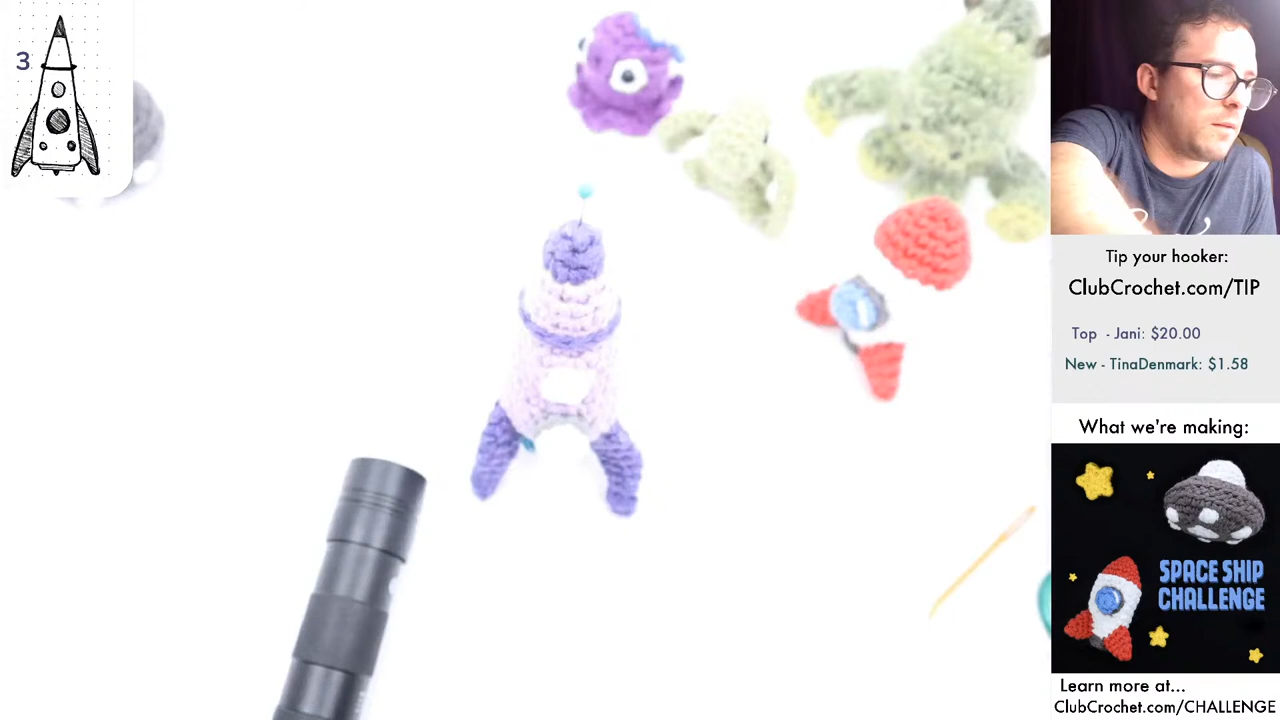 3
Tip your hooker:
ClubCrochet.com/TIP
Top - Jani: $20.00
New - TinaDenmark: $1.58
What we're making:
SPACE SHIP
CHALLENGE
Learn more at...
ClubCrochet.com/CHALLENGE